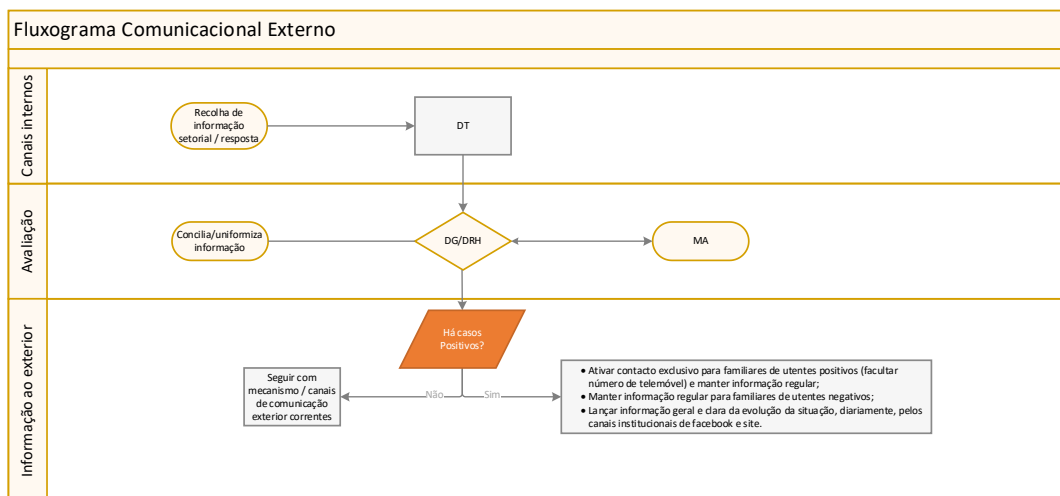 Fluxograma Comunicacional Externo
Canais internos
Recolha de
informação
setorial / resposta
DT
Avaliação
Concilia/uniformiza
informação
DG/DRH
MA
Informação ao exterior
Há casos
Positivos?
Seguir com
mecanismo / canais
de comunicação
exterior correntes
Não
Sim
• Ativar contacto exclusivo para familiares de utentes positivos (facultar
número de telemóvel) e manter informação regular;
• Manter informação regular para familiares de utentes negativos;
• Lançar informação geral e clara da evolução da situação, diariamente, pelos
canais institucionais de facebook e site.